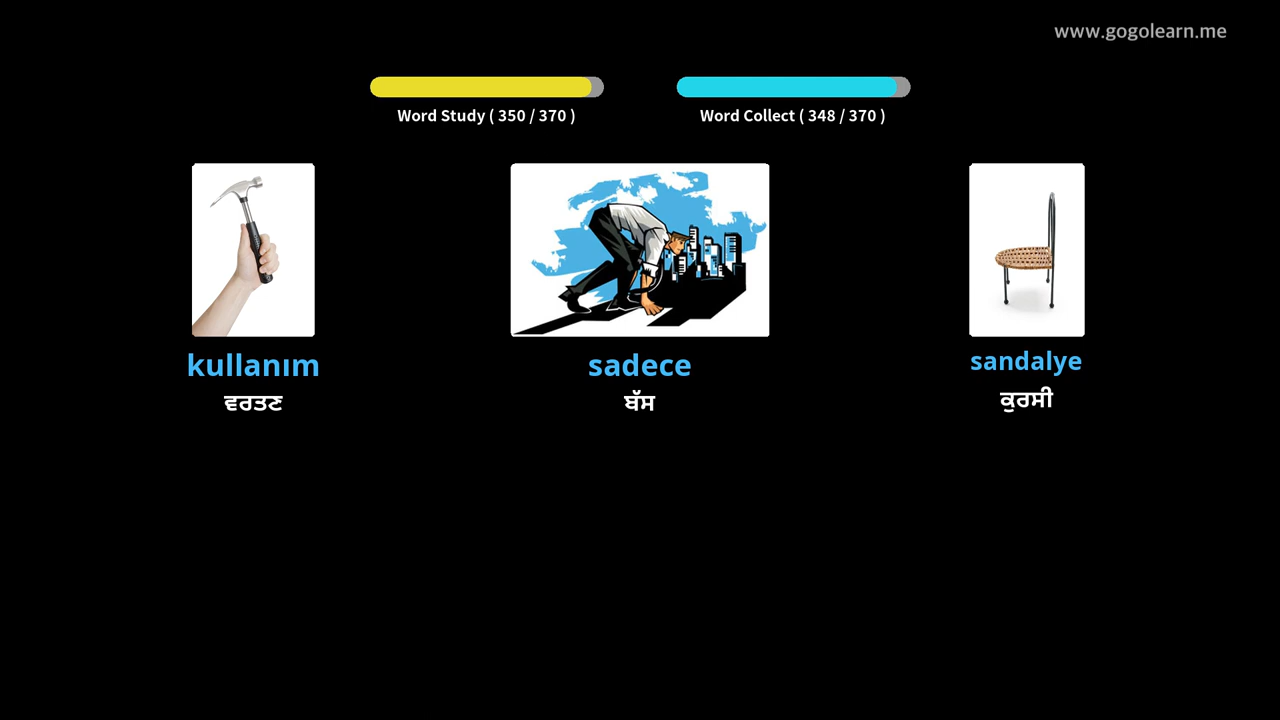 www.gogolearn.me
Word Study ( 350 / 370 )
Word Collect ( 348 / 370 )
kullanım
sadece
sandalye
ਵਰਤਣ
ਬੱਸ
ਕੁਰਸੀ